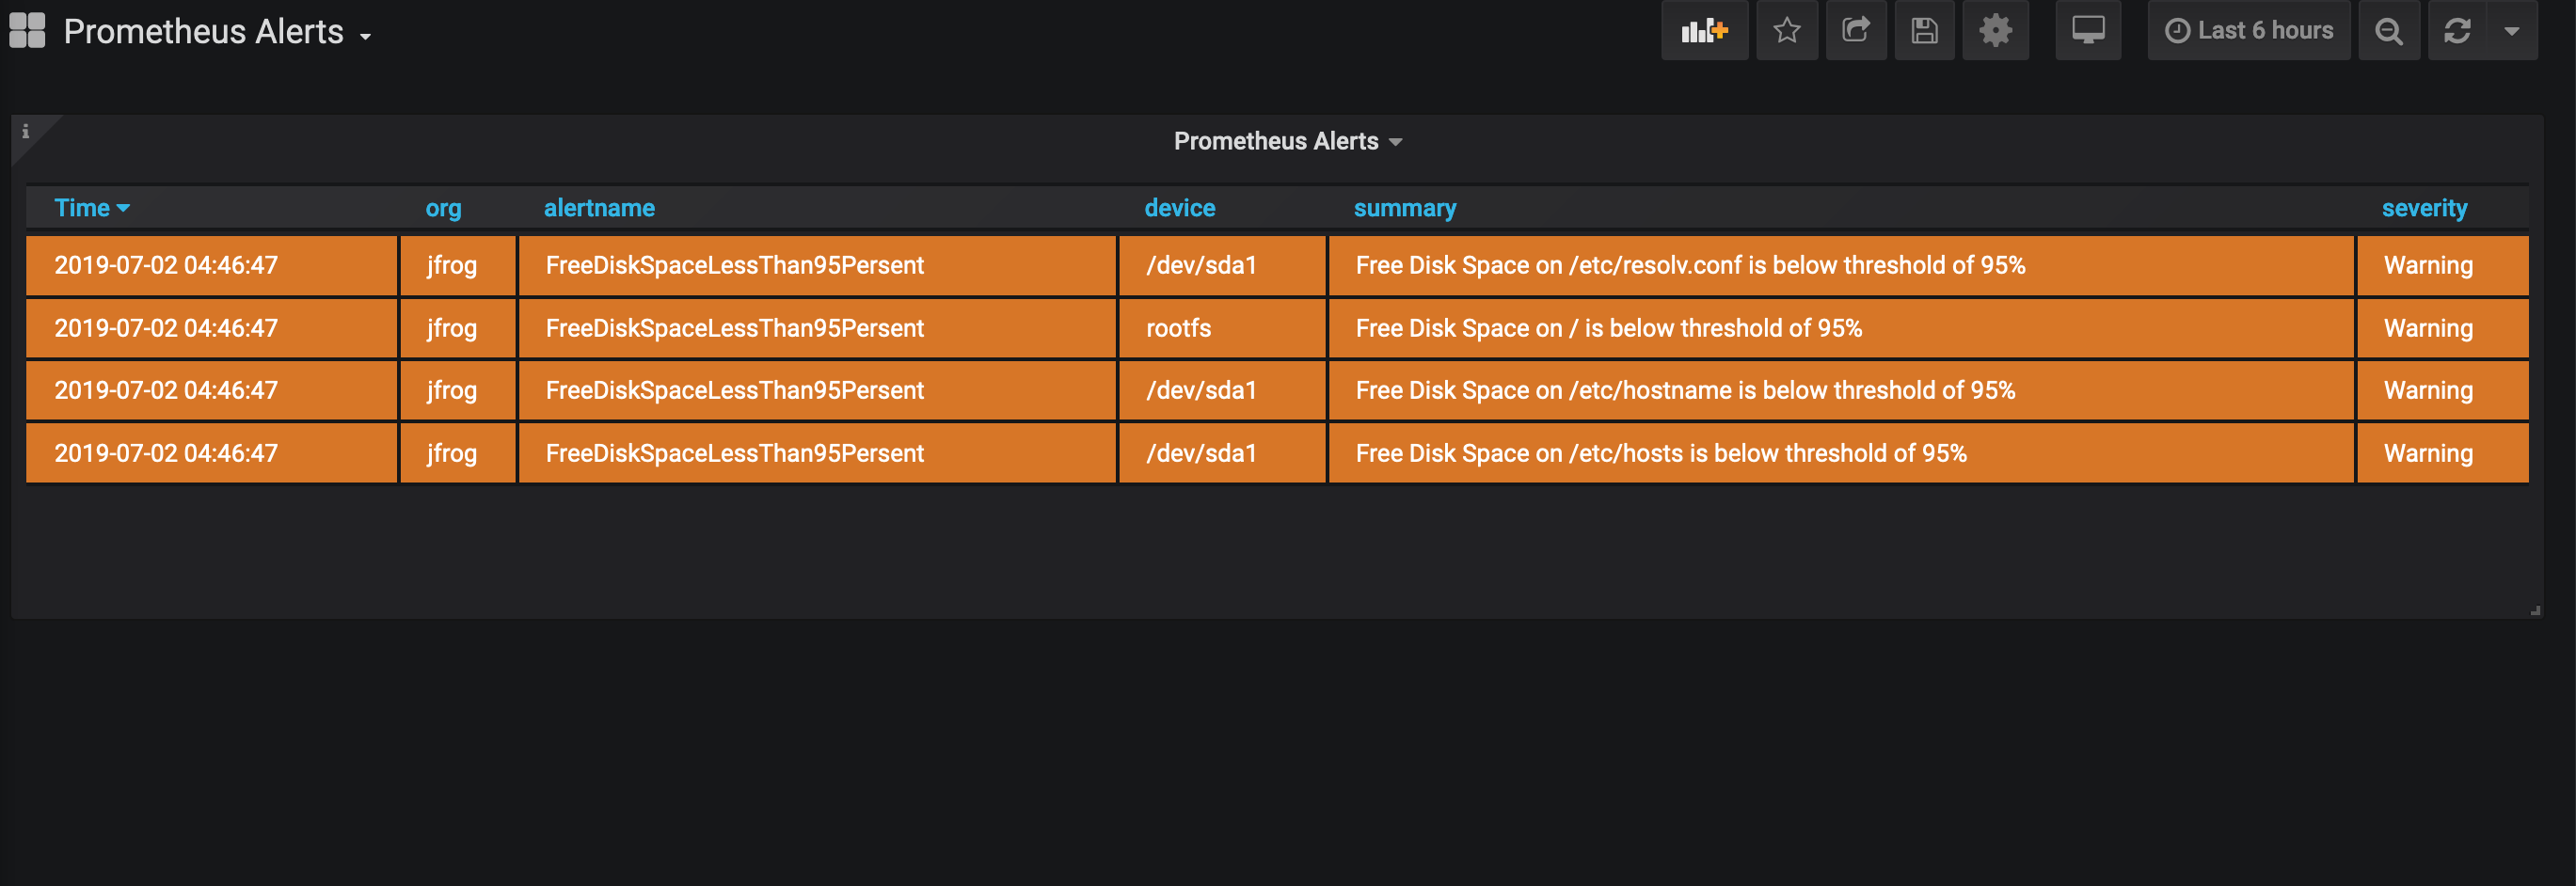 Prometheus Alerts
Last 6 hours
i
Prometheus Alerts
Time org alertname device summary severity
2019-07-02 04:46:47 jfrog FreeDiskSpaceLessThan95Persent /dev/sda1 Free Disk Space on /etc/resolv.conf is below threshold of 95% Warning
2019-07-02 04:46:47 jfrog FreeDiskSpaceLessThan95Persent rootfs Free Disk Space on / is below threshold of 95% Warning
2019-07-02 04:46:47 jfrog FreeDiskSpaceLessThan95Persent /dev/sda1 Free Disk Space on /etc/hostname is below threshold of 95% Warning
2019-07-02 04:46:47 jfrog FreeDiskSpaceLessThan95Persent /dev/sda1 Free Disk Space on /etc/hosts is below threshold of 95% Warning